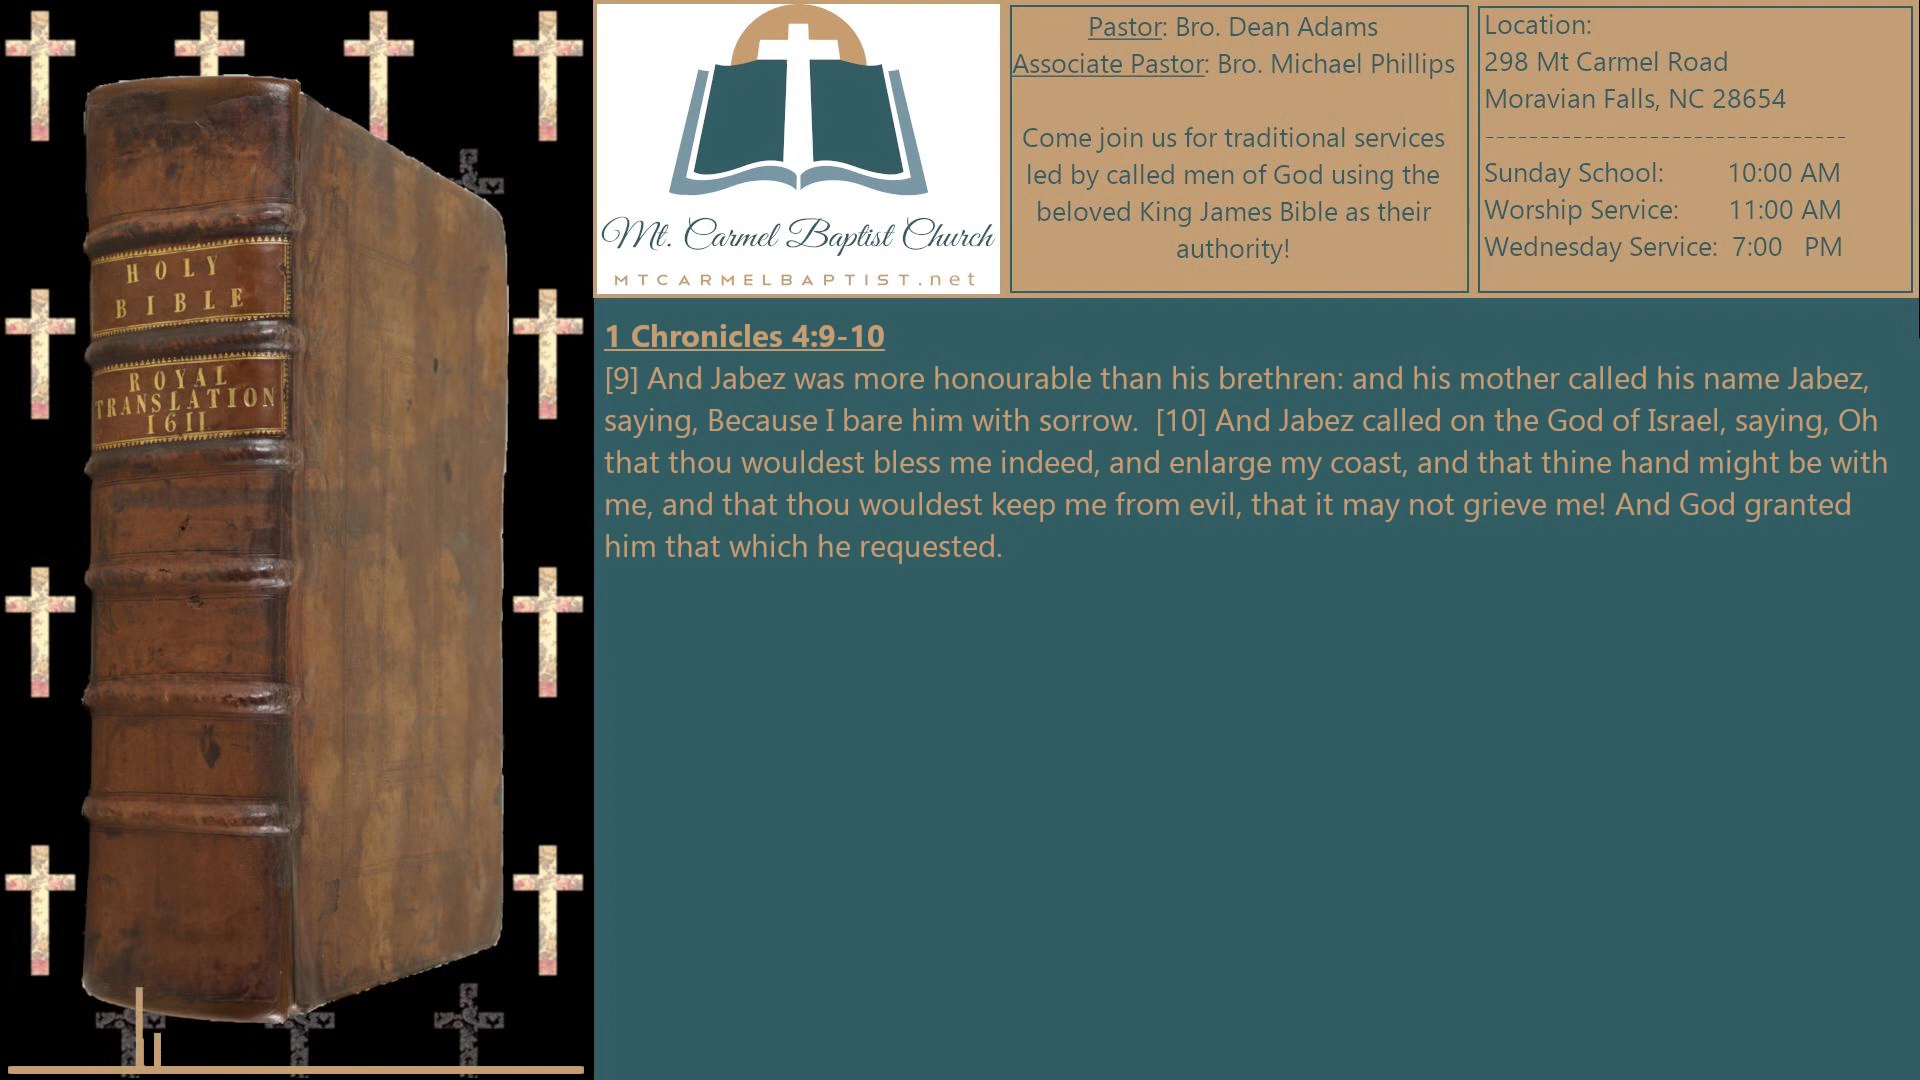 HOLY
BIBLE
ROYAL
TRANSLATION
1611
Mt. Carmel Baptist Church
MTCARMELBAPTIST.net
Pastor: Bro. Dean Adams
Associate Pastor: Bro. Michael Phillips
Come join us for traditional services
led by called men of God using the
beloved King James Bible as their
authority!
Location:
298 Mt Carmel Road
Moravian Falls, NC 28654
---------------------------------
Sunday School: 10:00 AM
Worship Service: 11:00 AM
Wednesday Service: 7:00 PM
1 Chronicles 4:9-10
[9] And Jabez was more honourable than his brethren: and his mother called his name Jabez,
saying, Because I bare him with sorrow. [10] And Jabez called on the God of Israel, saying, Oh
that thou wouldest bless me indeed, and enlarge my coast, and that thine hand might be with
me, and that thou wouldest keep me from evil, that it may not grieve me! And God granted
him that which he requested.